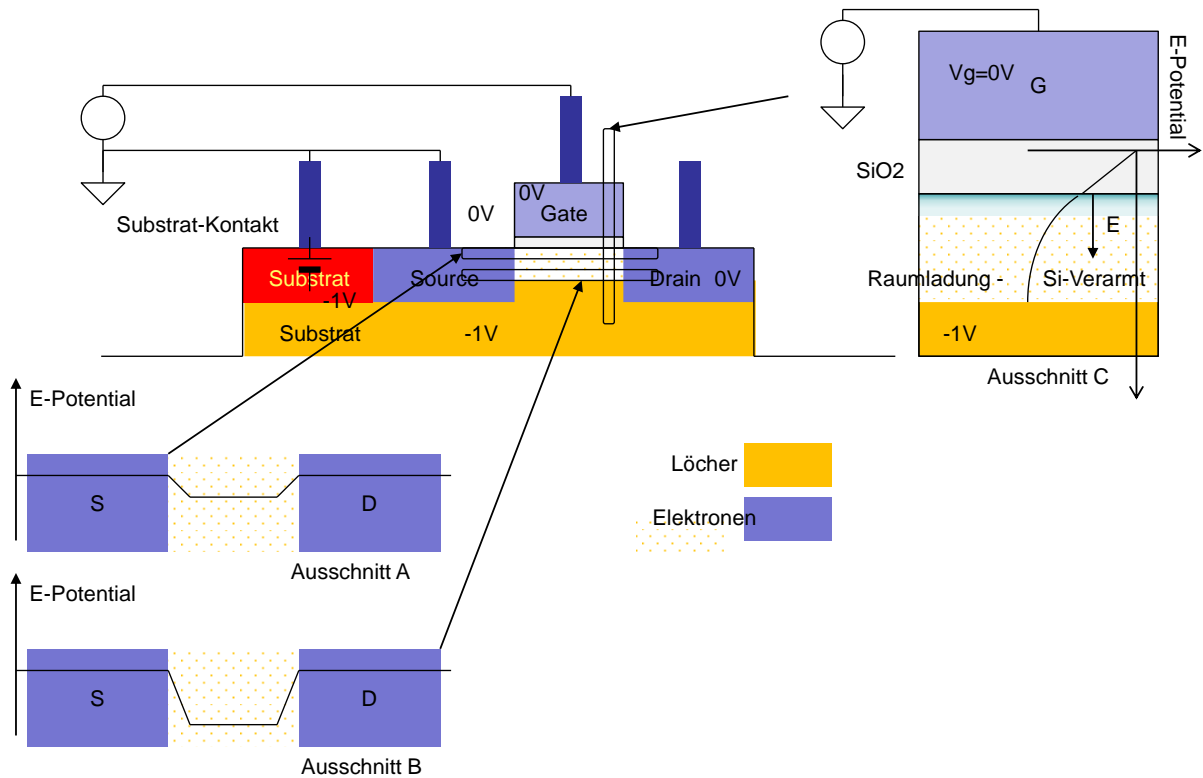 Vg=0V
G
E-Potential
SiO2
E
Raumladung -
Si-Verarmt
-1V
Ausschnitt C
Substrat-Kontakt
0V
0V
Gate
Substrat
-1V
Source
Drain
0V
Substrat
-1V
E-Potential
S
D
Ausschnitt A
E-Potential
S
D
Ausschnitt B
Löcher
Elektronen